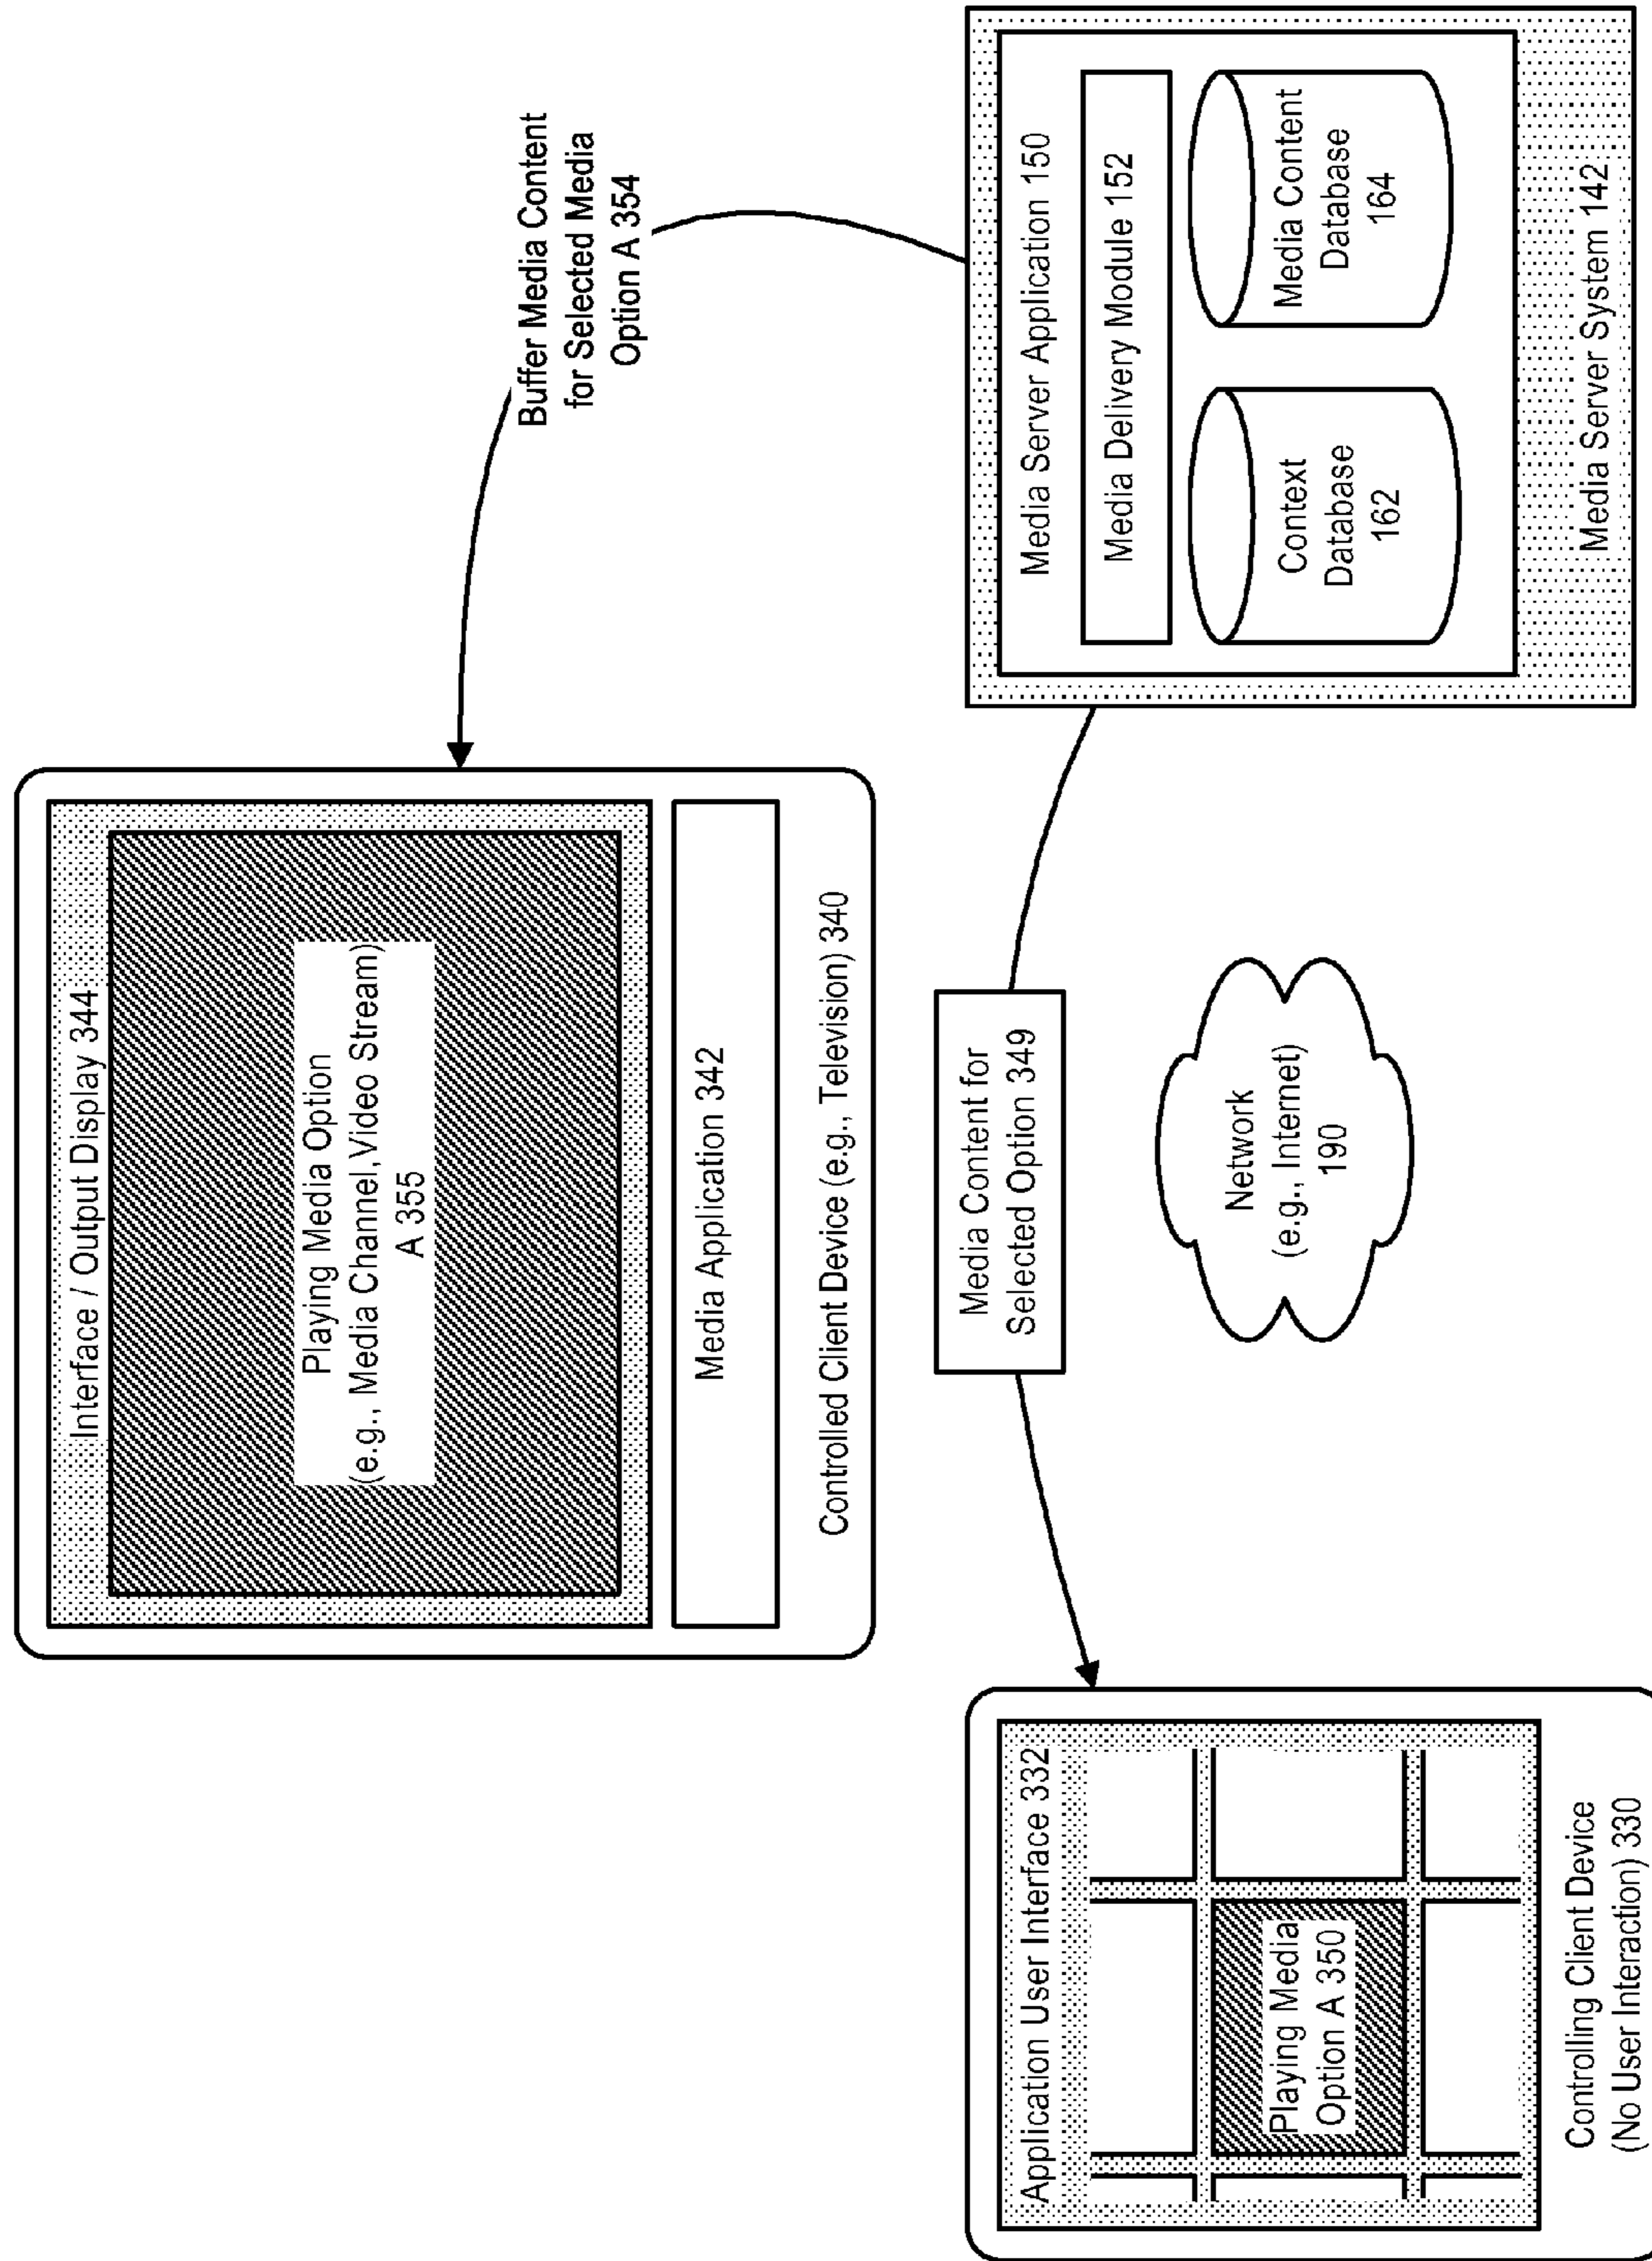 Interface / Output Display 344
Playing Media Option
(e.g., Media Channel,Video Stream)
A 355
Media Application 342
Controlled Client Device (e.g., Television) 340
Buffer Media Content
for Selected Media
Option A 354
Application User Interface 332
Playing Media
Option A 350
Controlling Client Device
(No User Interaction) 330
Media Content for
Selected Option 349
Network
(e.g., Internet)
190
Media Server Application 150
Media Delivery Module 152
Context
Database
162
Media Content
Database
164
Media Server System 142